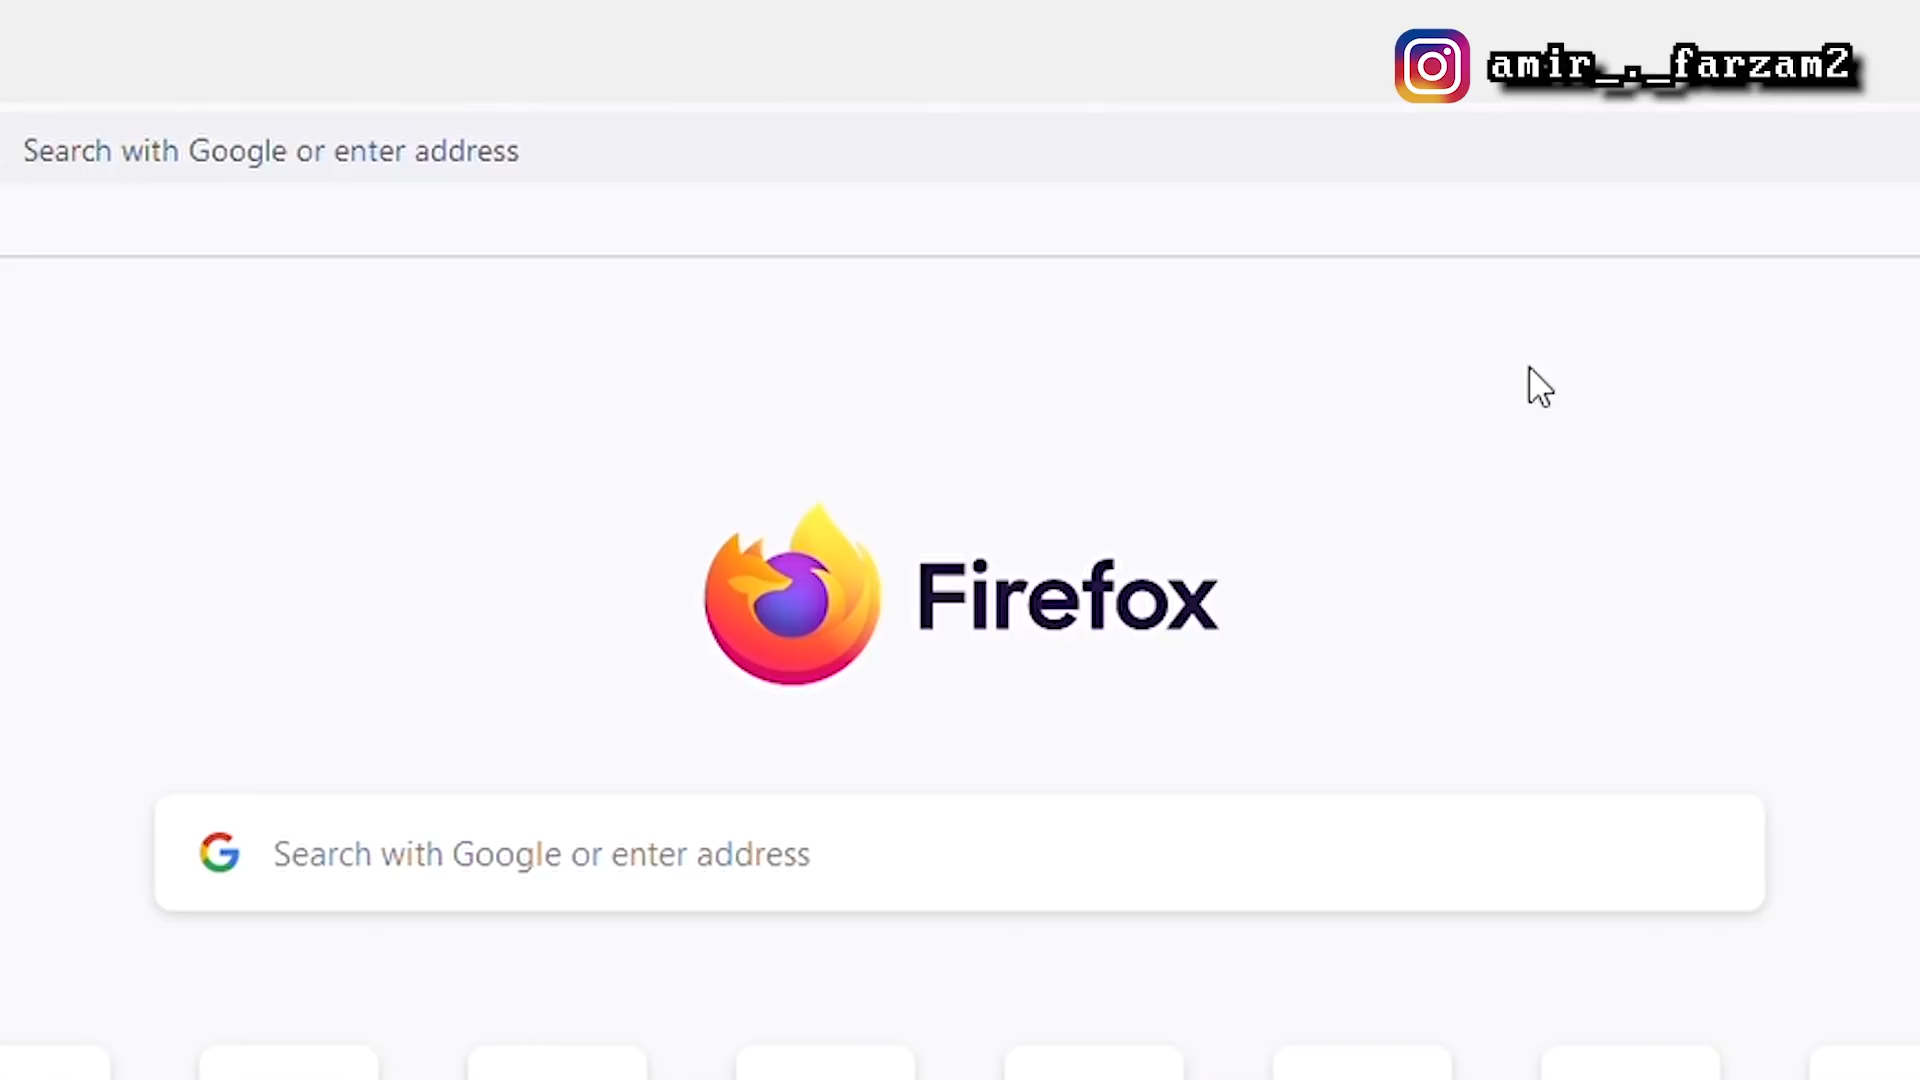 amir_._farzam2
Search with Google or enter address
Firefox
Search with Google or enter address